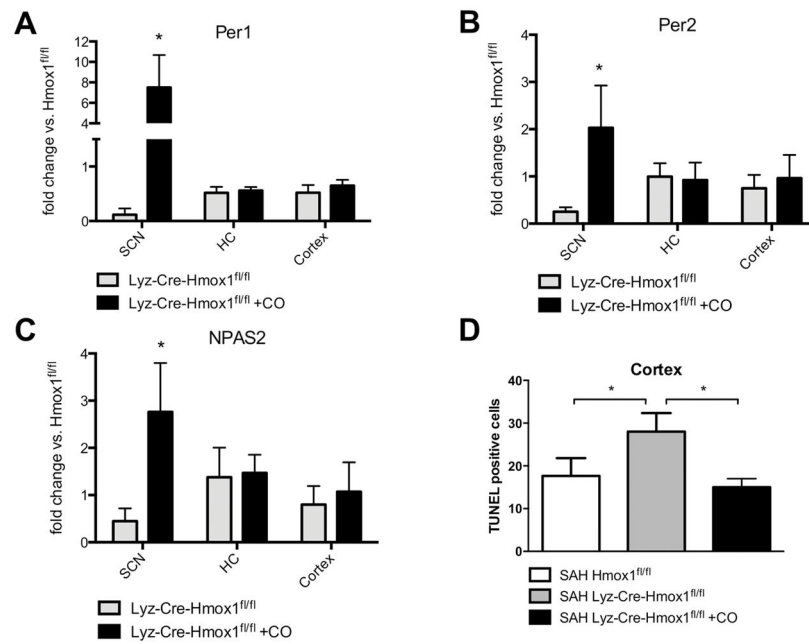 A
Per1
fold change vs. Hmox1fl/fl
*
14
12
10
8
6
4
1
0
SCN
HC
Cortex
Lyz-Cre-Hmox1fl/fl
Lyz-Cre-Hmox1fl/fl +CO
B
Per2
fold change vs. Hmox1fl/fl
*
4
3
2
1
0
SCN
HC
Cortex
Lyz-Cre-Hmox1fl/fl
Lyz-Cre-Hmox1fl/fl +CO
C
NPAS2
fold change vs. Hmox1fl/fl
*
4
3
2
1
0
SCN
HC
Cortex
Lyz-Cre-Hmox1fl/fl
Lyz-Cre-Hmox1fl/fl +CO
D
Cortex
TUNEL positive cells
* *
40
30
20
10
0
SAH Hmox1fl/fl
SAH Lyz-Cre-Hmox1fl/fl
SAH Lyz-Cre-Hmox1fl/fl +CO